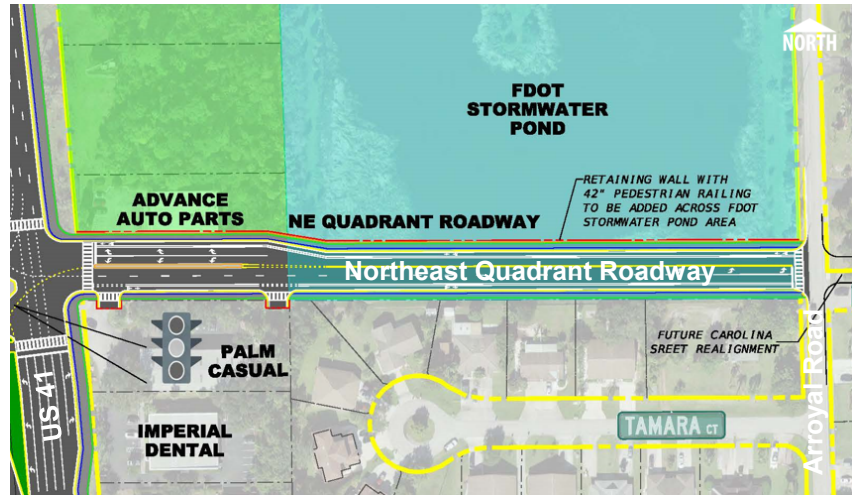 NORTH
FDOT
STORMWATER
POND
RETAINING WALL WITH
42" PEDESTRIAN RAILING
TO BE ADDED ACROSS FDOT
STORMWATER POND AREA
ADVANCE
AUTO PARTS
NE QUADRANT ROADWAY
Northeast Quadrant Roadway
FUTURE CAROLINA
SREET REALIGNMENT
PALM
CASUAL
US 41
IMPERIAL
DENTAL
TAMARA CT
Arroyal Road